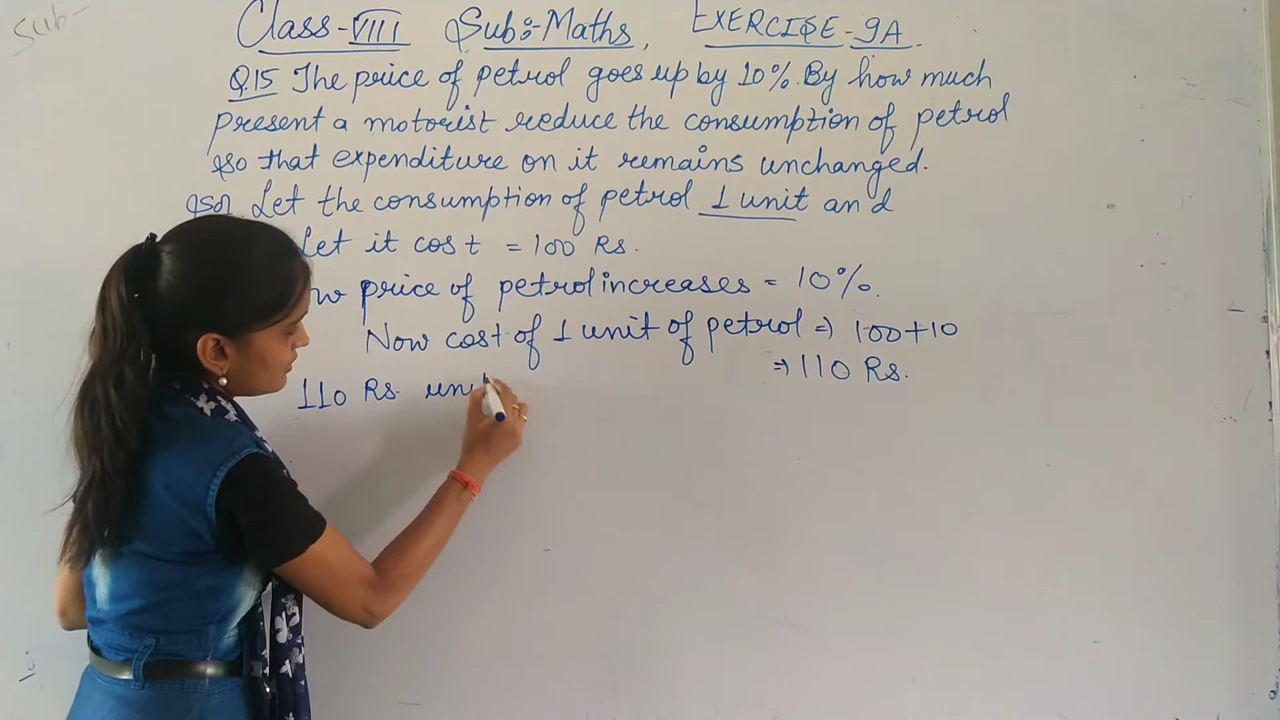 Sub-
Class-VIII Sub:-Maths, EXERCISE-9A.
Q.15 The price of petrol goes up by 10%. By how much
present a motorist reduce the consumption of petrol
so that expenditure on it remains unchanged.
Sol. Let the consumption of petrol 1 unit and
Let it cost = 100 Rs.
price of petrol increases = 10%.
Now cost of 1 unit of petrol ⇒ 100+10
⇒ 110 Rs.
110 Rs.